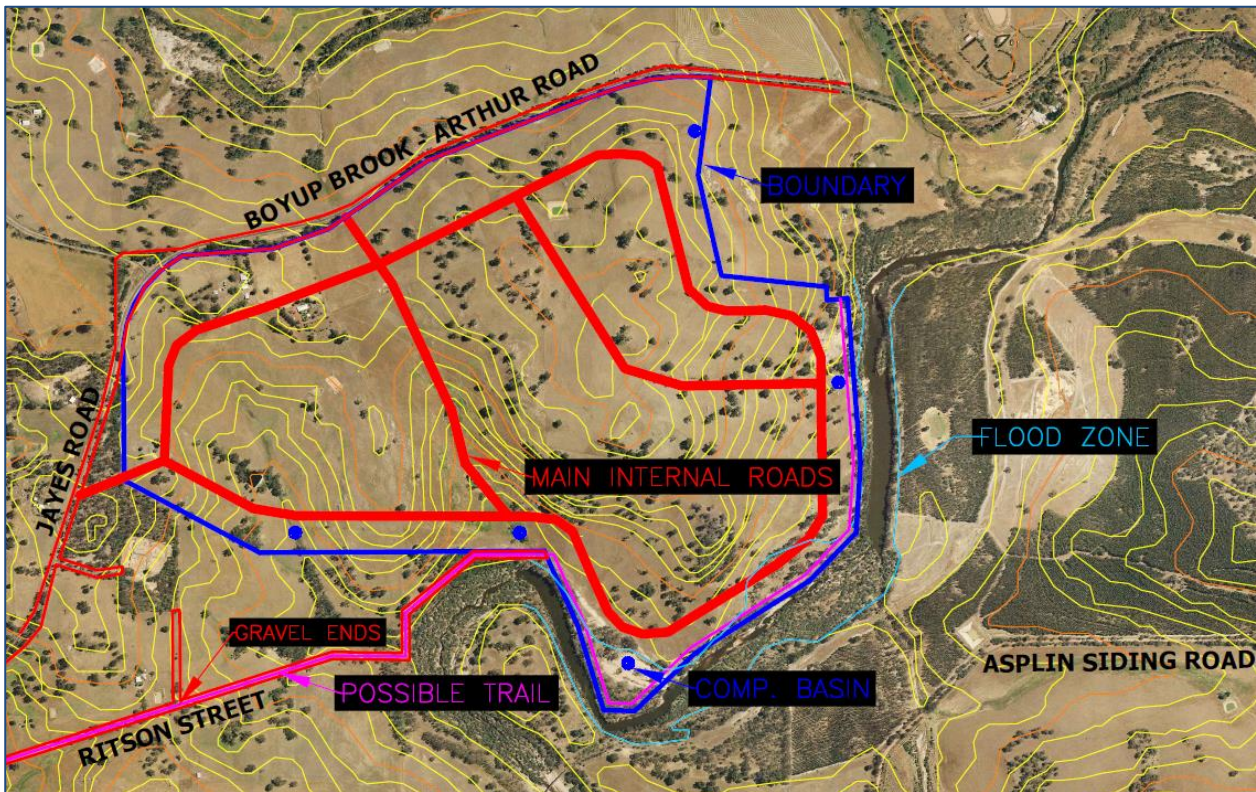 BOYUP BROOK - ARTHUR ROAD
BOUNDARY
JAYES ROAD
FLOOD ZONE
MAIN INTERNAL ROADS
GRAVEL ENDS
ASPLIN SIDING ROAD
POSSIBLE TRAIL
COMP. BASIN
RITSON STREET